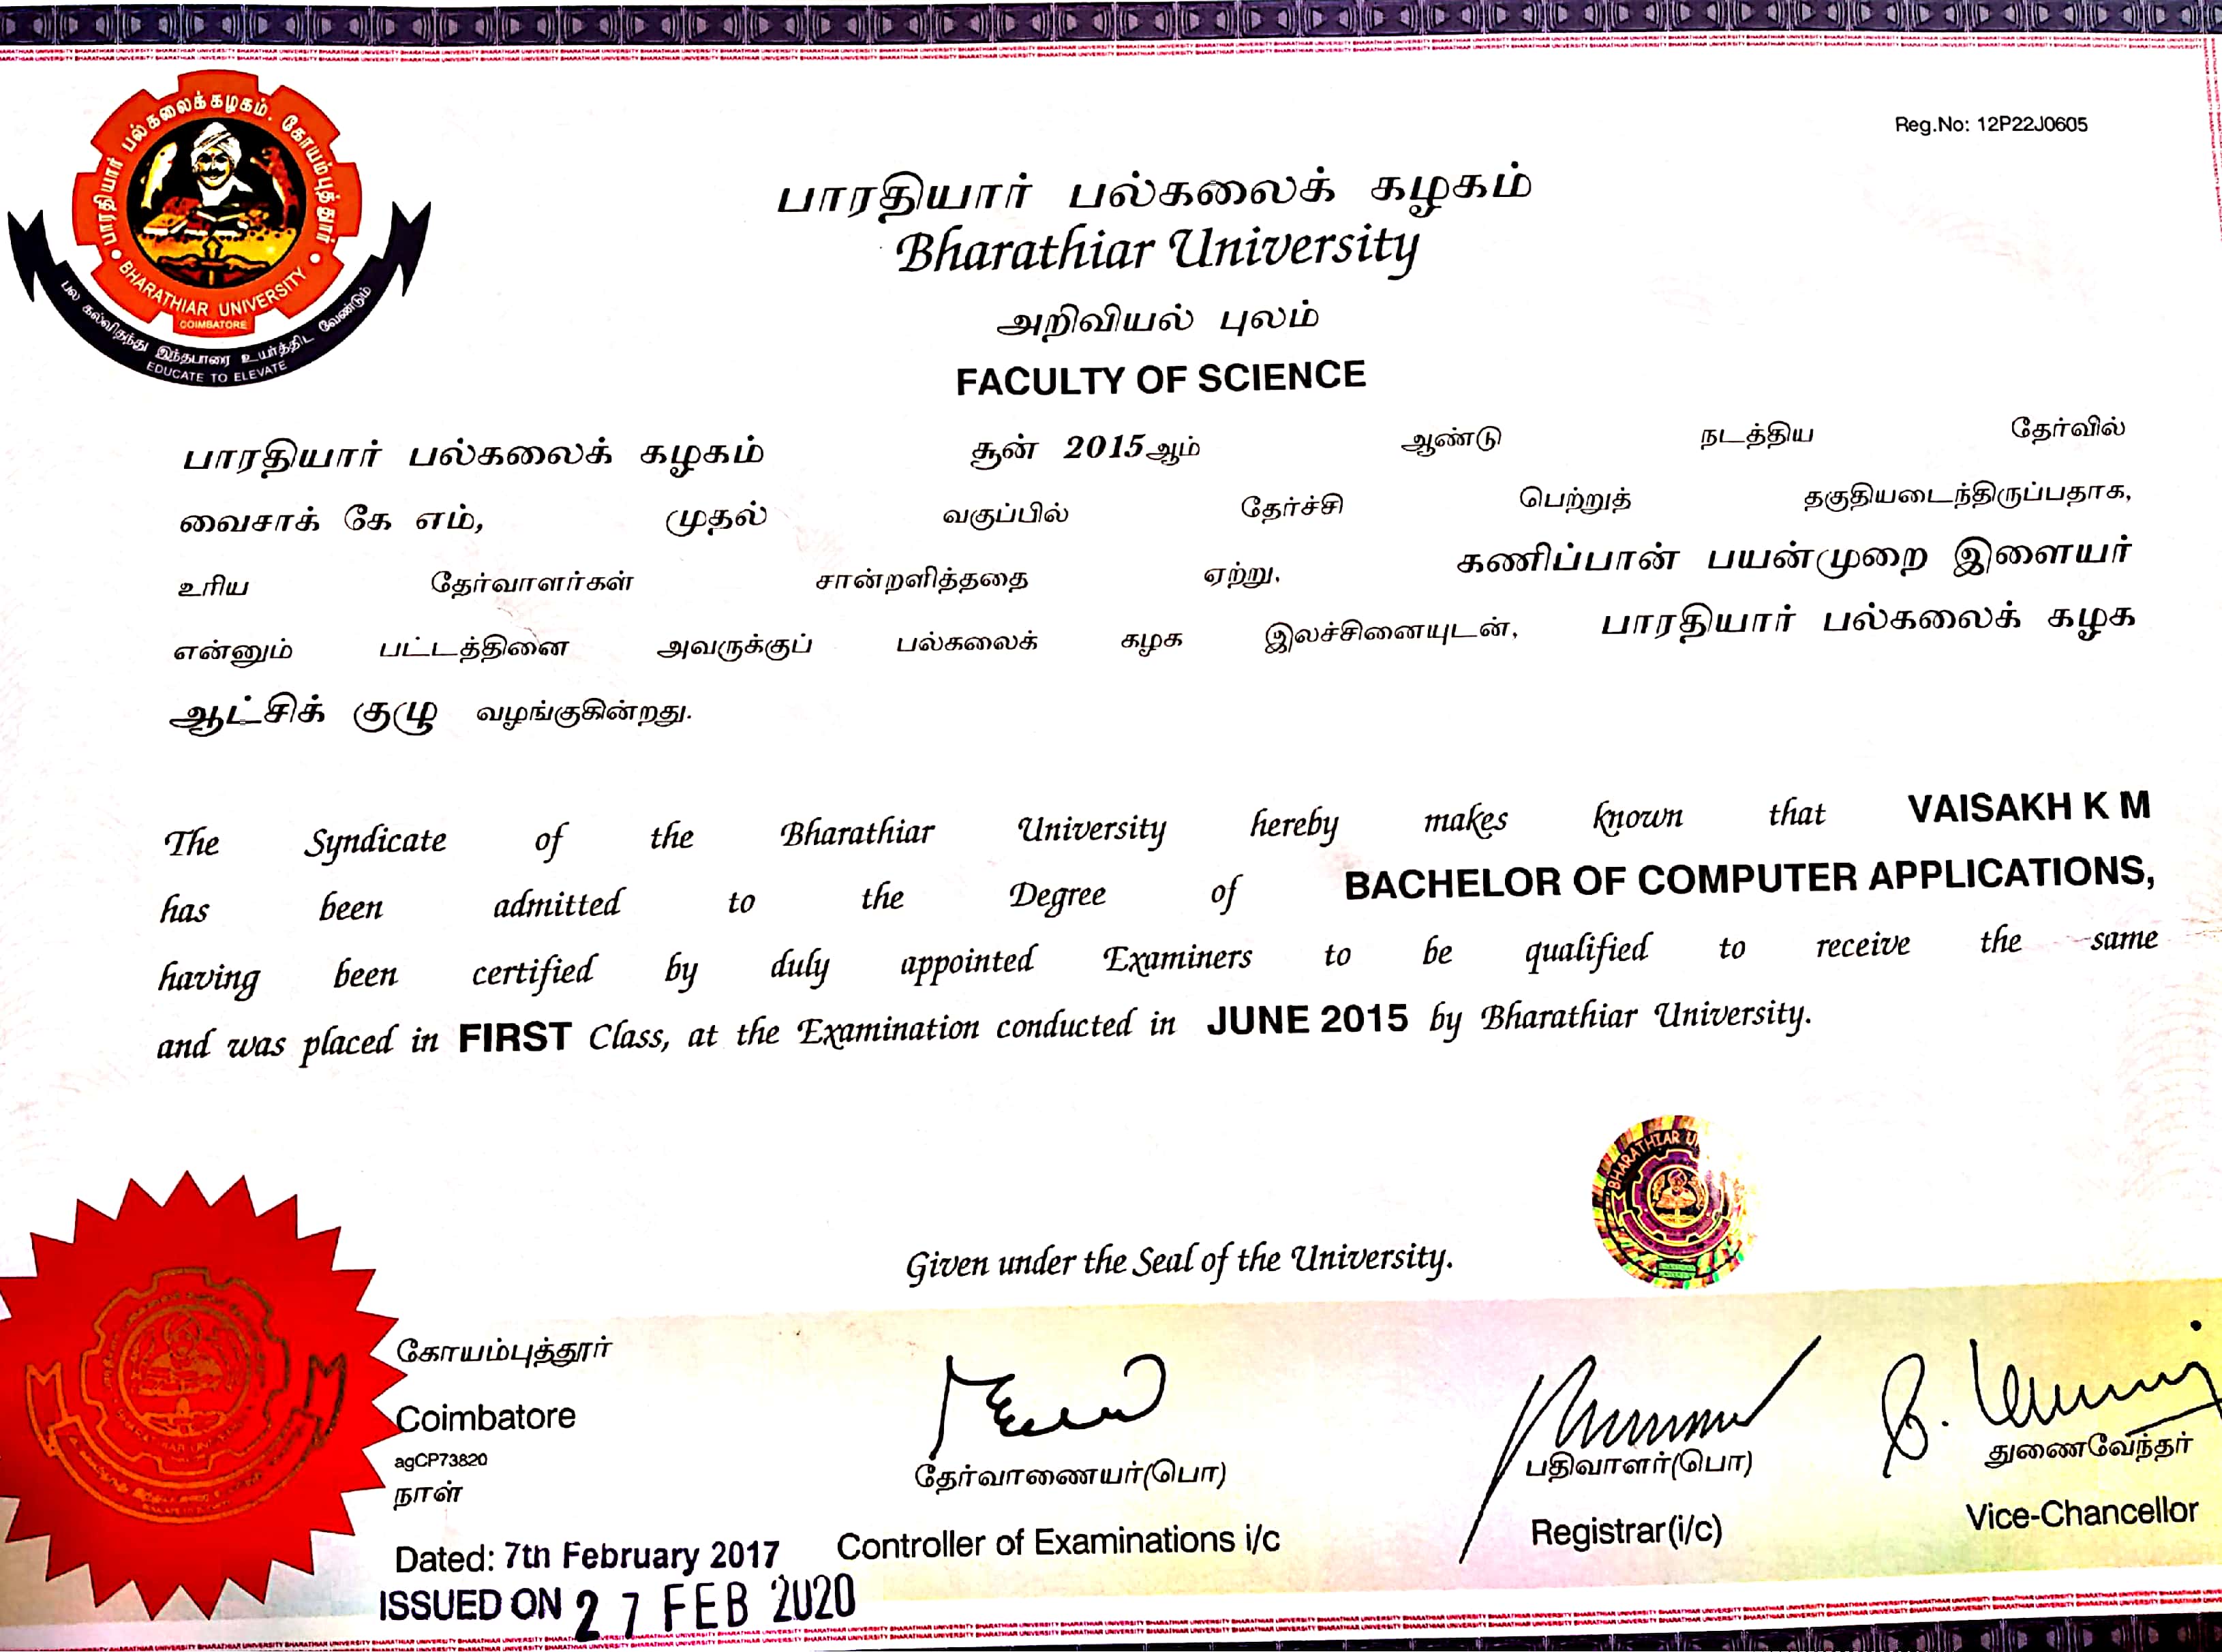 பாரதியார் பல்கலைக்கழகம், கோயம்புத்தூர்
BHARATHIAR UNIVERSITY
COIMBATORE
பல கல்விதந்து இந்தபாரை உயர்த்திட வேண்டும்
EDUCATE TO ELEVATE
Reg.No: 12P22J0605
பாரதியார் பல்கலைக் கழகம்
Bharathiar University
அறிவியல் புலம்
FACULTY OF SCIENCE
பாரதியார் பல்கலைக் கழகம் சூன் 2015ஆம் ஆண்டு நடத்திய தேர்வில்
வைசாக் கே எம், முதல் வகுப்பில் தேர்ச்சி பெற்றுத் தகுதியடைந்திருப்பதாக,
உரிய தேர்வாளர்கள் சான்றளித்ததை ஏற்று, கணிப்பான் பயன்முறை இளையர்
என்னும் பட்டத்தினை அவருக்குப் பல்கலைக் கழக இலச்சினையுடன், பாரதியார் பல்கலைக் கழக
ஆட்சிக் குழு வழங்குகின்றது.
The Syndicate of the Bharathiar University hereby makes known that VAISAKH K M
has been admitted to the Degree of BACHELOR OF COMPUTER APPLICATIONS,
having been certified by duly appointed Examiners to be qualified to receive the same
and was placed in FIRST Class, at the Examination conducted in JUNE 2015 by Bharathiar University.
BHARATHIAR
Given under the Seal of the University.
கோயம்புத்தூர்
Coimbatore
agCP73820
நாள்
Dated: 7th February 2017
ISSUED ON 27 FEB 2020
தேர்வாணையர்(பொ)
Controller of Examinations i/c
பதிவாளர்(பொ)
Registrar(i/c)
துணைவேந்தர்
Vice-Chancellor